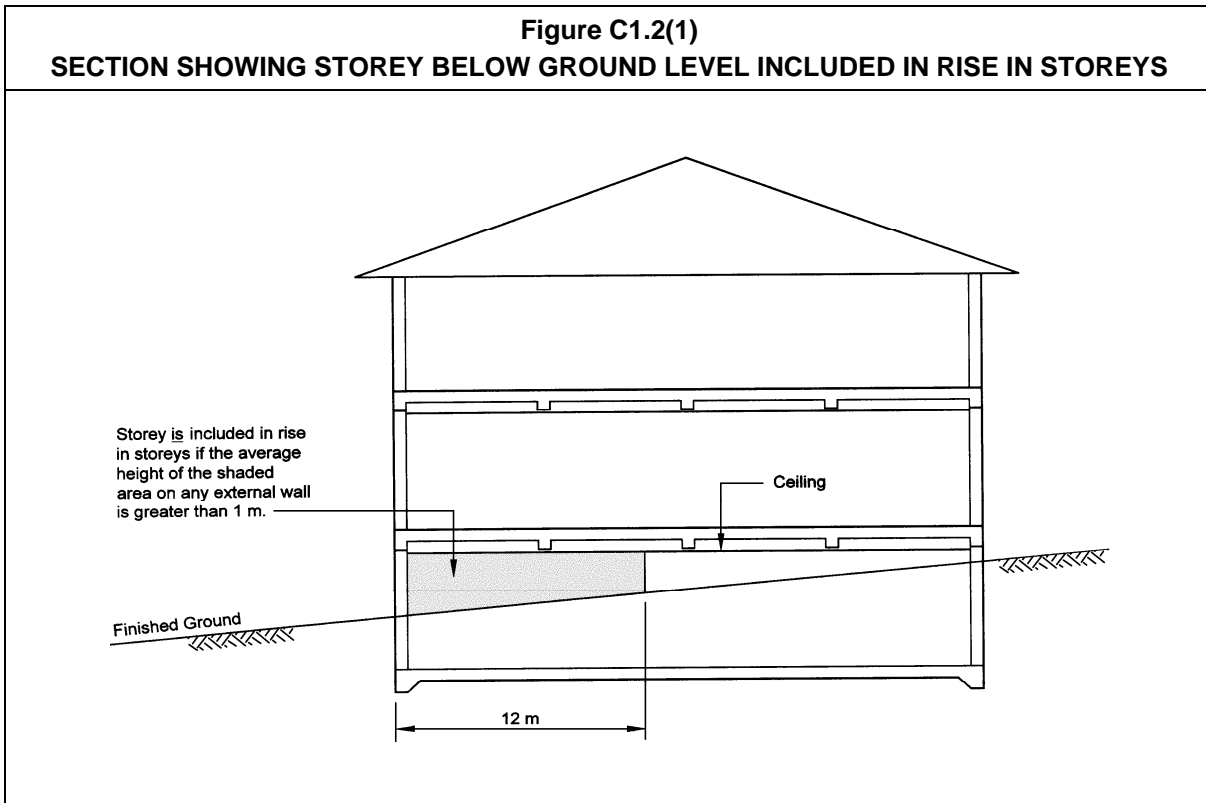 Figure C1.2(1)
SECTION SHOWING STOREY BELOW GROUND LEVEL INCLUDED IN RISE IN STOREYS
Storey is included in rise
in storeys if the average
height of the shaded
area on any external wall
is greater than 1 m.
Ceiling
Finished Ground
12 m